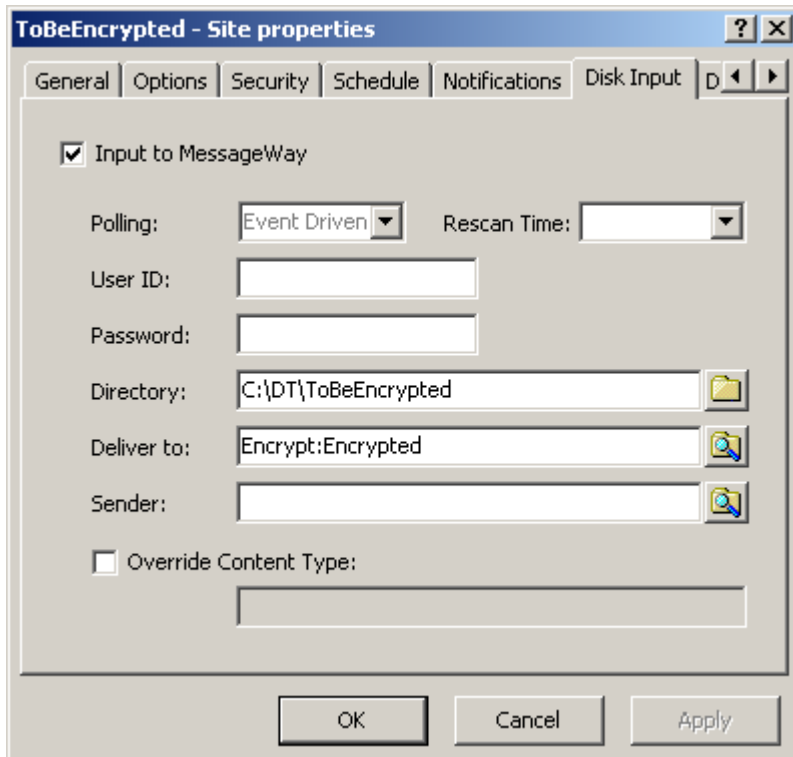 ToBeEncrypted - Site properties
General Options Security Schedule Notifications Disk Input D
Input to MessageWay
Polling: Event Driven Rescan Time:
User ID:
Password:
Directory: C:\DT\ToBeEncrypted
Deliver to: Encrypt:Encrypted
Sender:
Override Content Type:
OK Cancel Apply